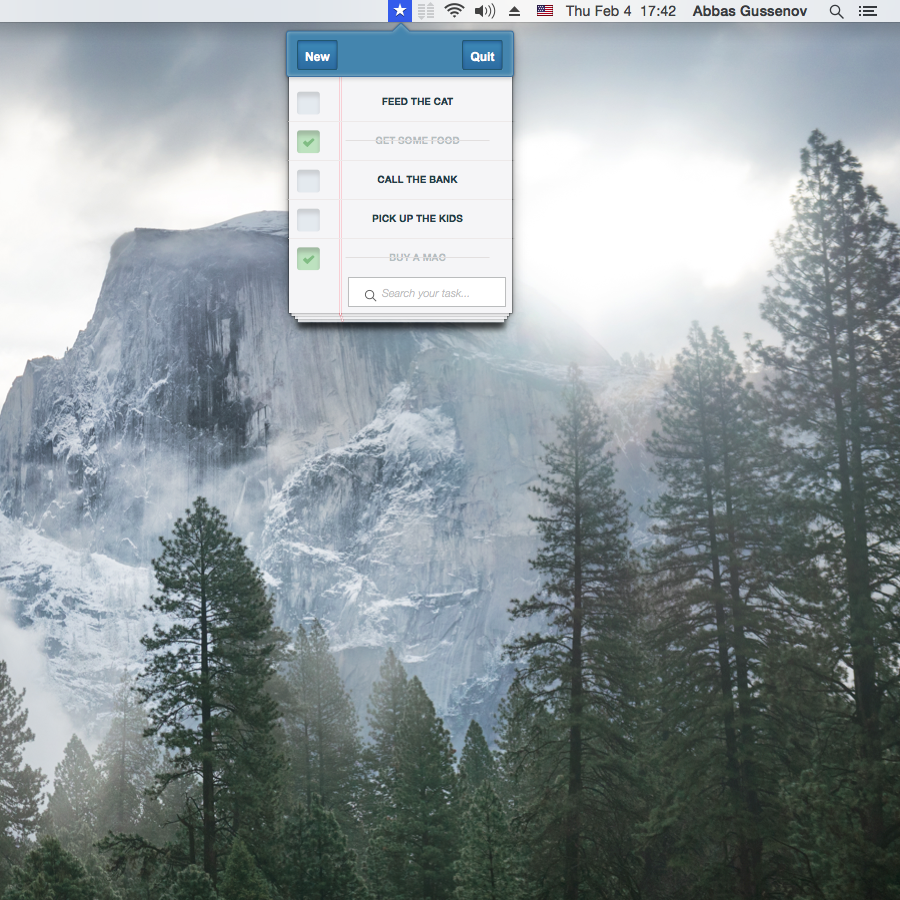 Thu Feb 4 17:42 Abbas Gussenov
New Quit
FEED THE CAT
GET SOME FOOD
CALL THE BANK
PICK UP THE KIDS
BUY A MAC
Search your task...